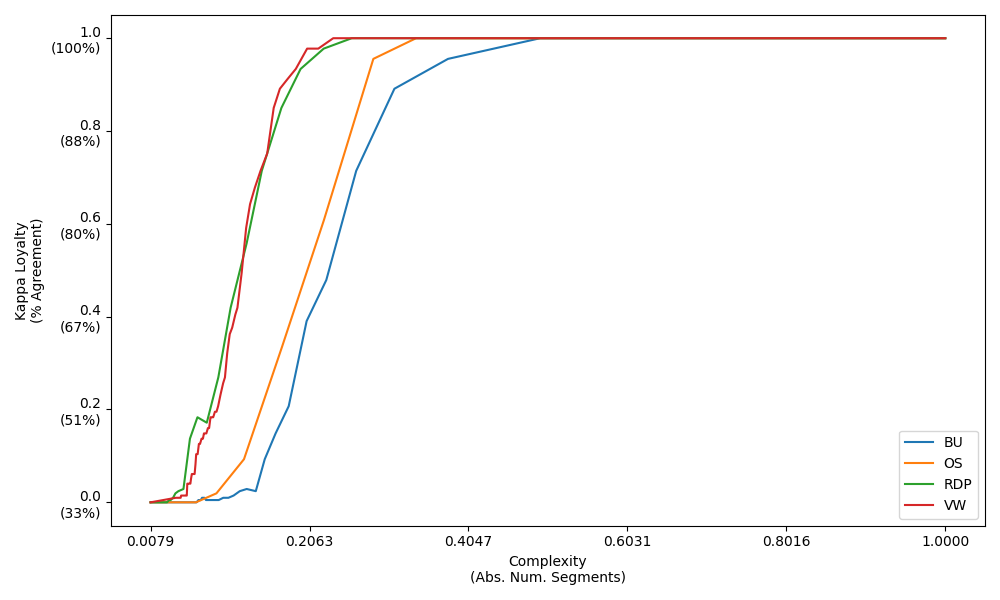 1.0
(100%)
0.8
(88%)
0.6
(80%)
0.4
(67%)
0.2
(51%)
0.0
(33%)
Kappa Loyalty
(% Agreement)
0.0079
0.2063
0.4047
0.6031
0.8016
1.0000
Complexity
(Abs. Num. Segments)
BU
OS
RDP
VW